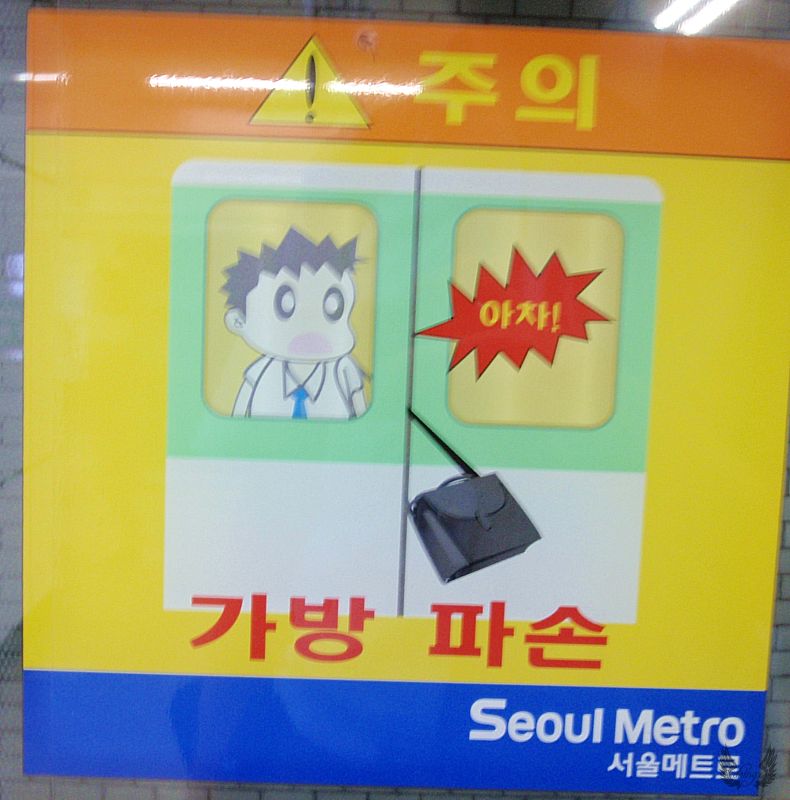 주의
아차!
가방 파손
Seoul Metro
서울메트로